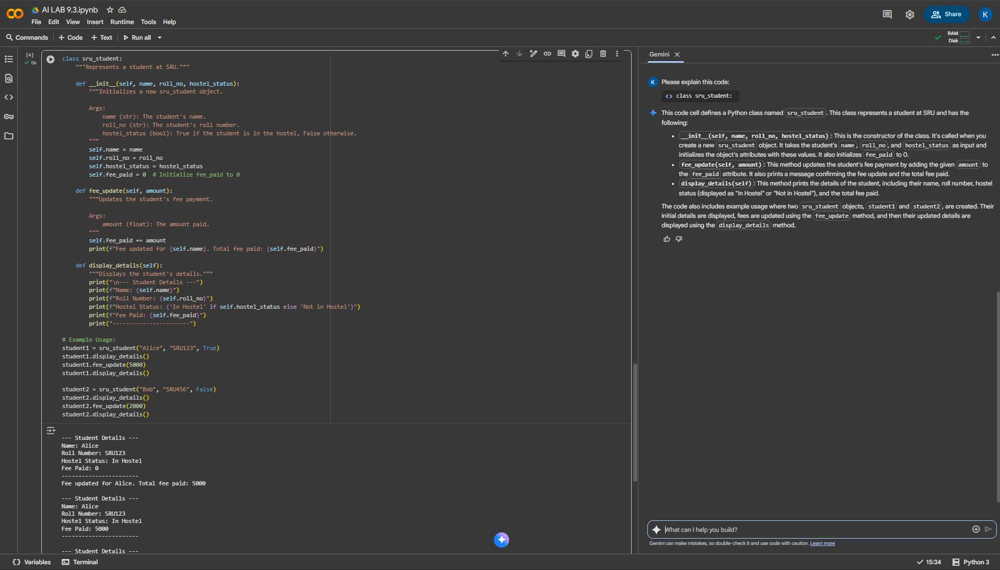 AI LAB 9.3.ipynb
File Edit View Insert Runtime Tools Help
Share
K
Commands + Code + Text Run all
RAM
Disk
[4]
0s
class sru_student:
    """Represents a student at SRU."""

    def __init__(self, name, roll_no, hostel_status):
        """Initializes a new sru_student object.

        Args:
            name (str): The student's name.
            roll_no (str): The student's roll number.
            hostel_status (bool): True if the student is in the hostel, False otherwise.
        """
        self.name = name
        self.roll_no = roll_no
        self.hostel_status = hostel_status
        self.fee_paid = 0  # Initialize fee_paid to 0

    def fee_update(self, amount):
        """Updates the student's fee payment.

        Args:
            amount (float): The amount paid.
        """
        self.fee_paid += amount
        print(f"Fee updated for {self.name}. Total fee paid: {self.fee_paid}")

    def display_details(self):
        """Displays the student's details."""
        print("\n--- Student Details ---")
        print(f"Name: {self.name}")
        print(f"Roll Number: {self.roll_no}")
        print(f"Hostel Status: {'In Hostel' if self.hostel_status else 'Not in Hostel'}")
        print(f"Fee Paid: {self.fee_paid}")
        print("-----------------------")

# Example Usage:
student1 = sru_student("Alice", "SRU123", True)
student1.display_details()
student1.fee_update(5000)
student1.display_details()

student2 = sru_student("Bob", "SRU456", False)
student2.display_details()
student2.fee_update(2000)
student2.display_details()

--- Student Details ---
Name: Alice
Roll Number: SRU123
Hostel Status: In Hostel
Fee Paid: 0
-----------------------
Fee updated for Alice. Total fee paid: 5000

--- Student Details ---
Name: Alice
Roll Number: SRU123
Hostel Status: In Hostel
Fee Paid: 5000
-----------------------

--- Student Details ---
Gemini
K Please explain this code:
<> class sru_student:
This code cell defines a Python class named sru_student. This class represents a student at SRU and has the
following:
• __init__(self, name, roll_no, hostel_status): This is the constructor of the class. It's called when you
create a new sru_student object. It takes the student's name, roll_no, and hostel_status as input and
initializes the object's attributes with these values. It also initializes fee_paid to 0.
• fee_update(self, amount): This method updates the student's fee payment by adding the given amount to
the fee_paid attribute. It also prints a message confirming the fee update and the total fee paid.
• display_details(self): This method prints the details of the student, including their name, roll number, hostel
status (displayed as "In Hostel" or "Not in Hostel"), and the total fee paid.
The code also includes example usage where two sru_student objects, student1 and student2, are created. Their
initial details are displayed, fees are updated using the fee_update method, and then their updated details are
displayed using the display_details method.
What can I help you build?
Gemini can make mistakes, so double-check it and use code with caution. Learn more
Variables Terminal
15:34 Python 3